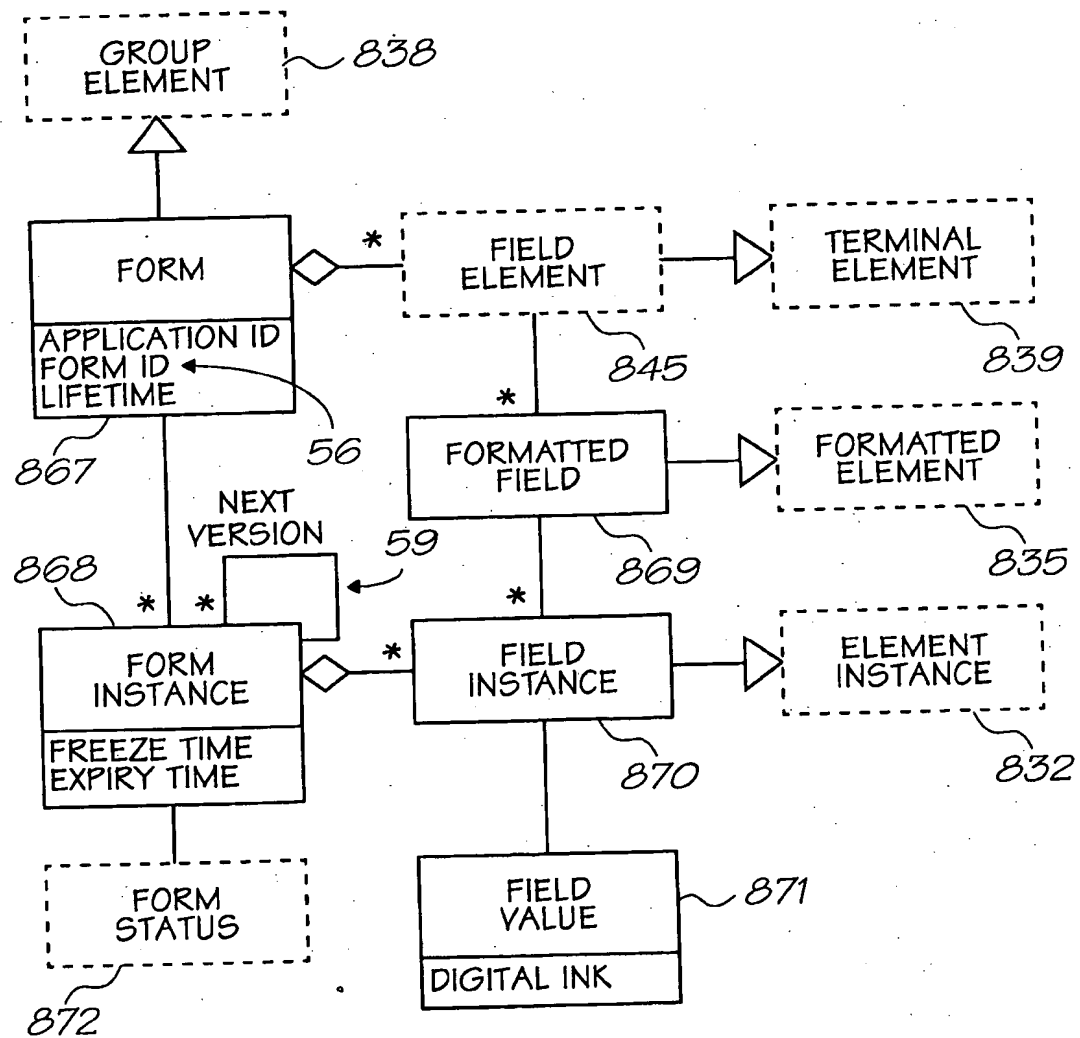 GROUP
ELEMENT
838
FORM
*
FIELD
ELEMENT
TERMINAL
ELEMENT
APPLICATION ID
FORM ID
LIFETIME
845
839
867
56
*
FORMATTED
FIELD
FORMATTED
ELEMENT
NEXT
VERSION
59
869
835
868
*
*
*
FORM
INSTANCE
*
FIELD
INSTANCE
ELEMENT
INSTANCE
FREEZE TIME
EXPIRY TIME
870
832
FORM
STATUS
FIELD
VALUE
871
DIGITAL INK
872